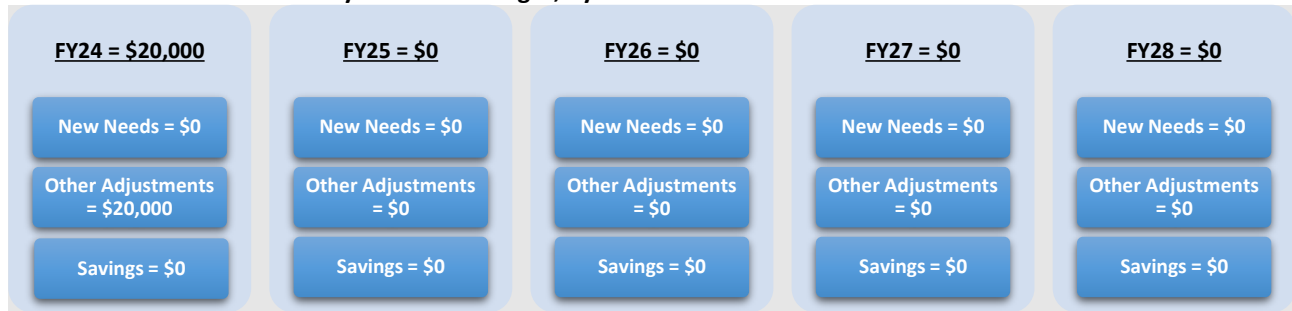 FY24 = $20,000
New Needs = $0
Other Adjustments
= $20,000
Savings = $0
FY25 = $0
New Needs = $0
Other Adjustments
= $0
Savings = $0
FY26 = $0
New Needs = $0
Other Adjustments
= $0
Savings = $0
FY27 = $0
New Needs = $0
Other Adjustments
= $0
Savings = $0
FY28 = $0
New Needs = $0
Other Adjustments
= $0
Savings = $0